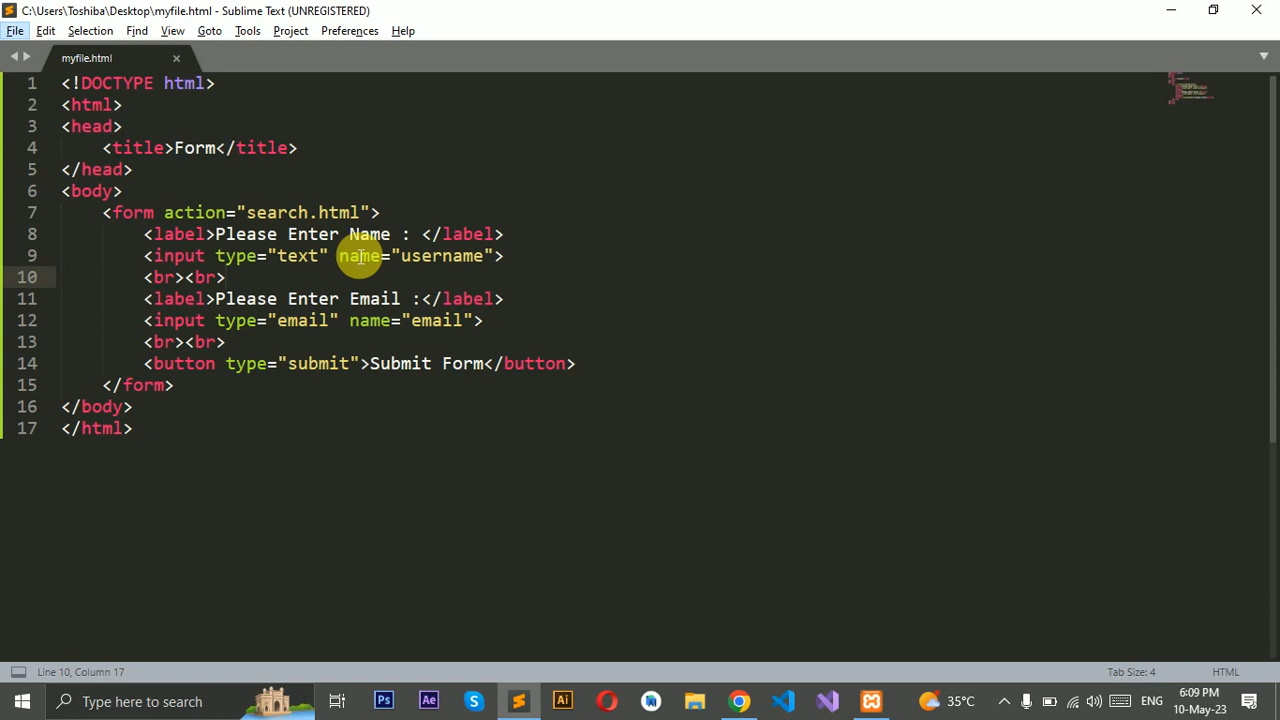 C:\Users\Toshiba\Desktop\myfile.html - Sublime Text (UNREGISTERED)
File Edit Selection Find View Goto Tools Project Preferences Help
myfile.html
1 <!DOCTYPE html>
2 <html>
3 <head>
4 <title>Form</title>
5 </head>
6 <body>
7 <form action="search.html">
8 <label>Please Enter Name : </label>
9 <input type="text" name="username">
10 <br><br>
11 <label>Please Enter Email :</label>
12 <input type="email" name="email">
13 <br><br>
14 <button type="submit">Submit Form</button>
15 </form>
16 </body>
17 </html>
Line 10, Column 17 Tab Size: 4 HTML
Type here to search Ps Ae S Ai 35°C ENG 6:09 PM
10-May-23